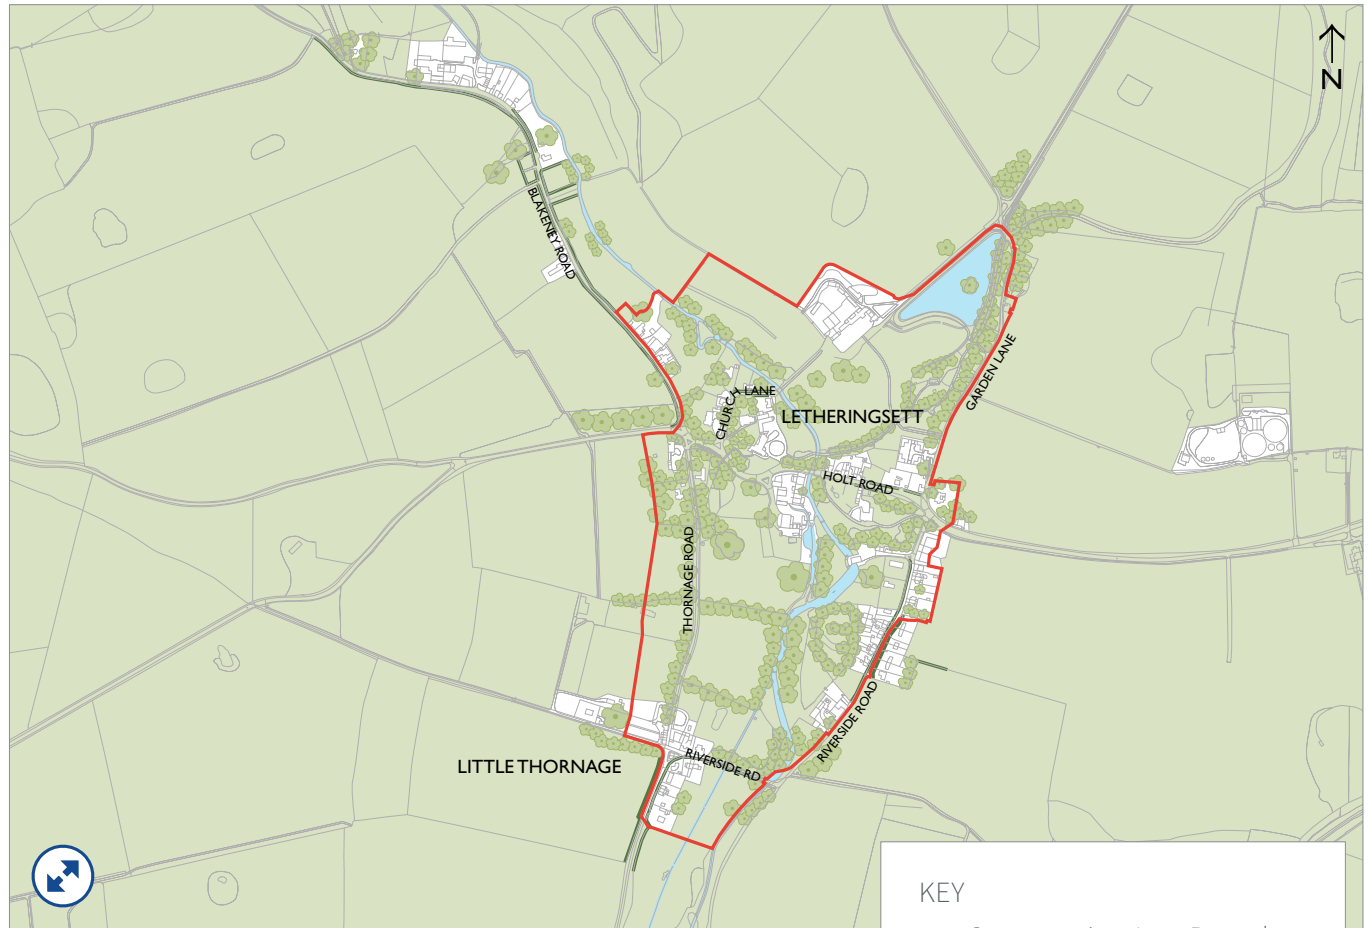 N
BLAKENEY ROAD
GARDEN LANE
CHURCH LANE
LETHERINGSETT
HOLT ROAD
THORNAGE ROAD
RIVERSIDE ROAD
RIVERSIDE RD
LITTLE THORNAGE
KEY